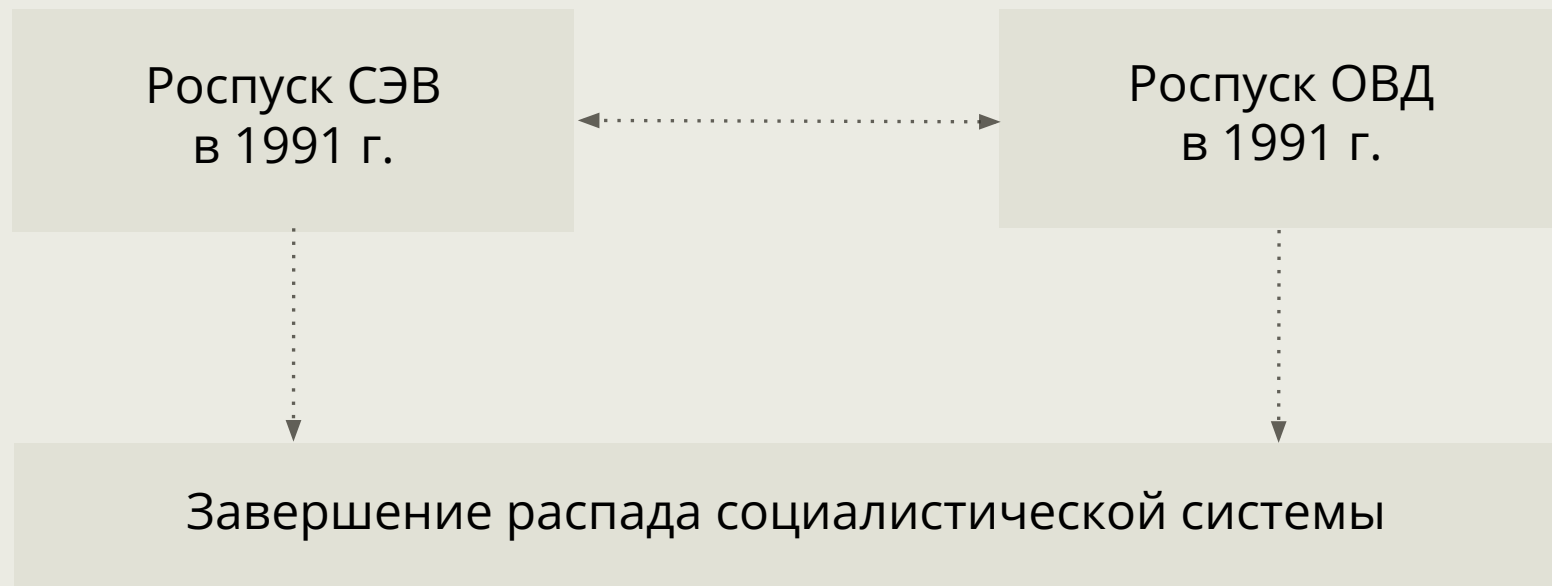 Роспуск СЭВ
в 1991 г.
Роспуск ОВД
в 1991 г.
Завершение распада социалистической системы